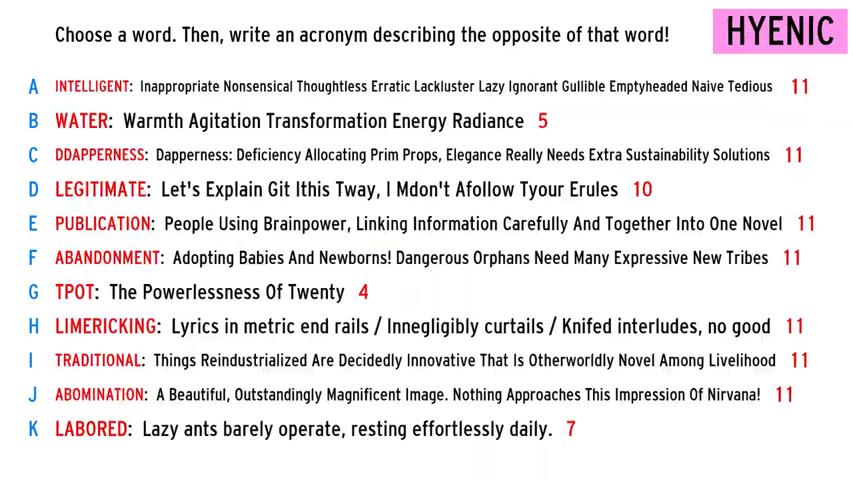 Choose a word. Then, write an acronym describing the opposite of that word!
HYENIC
A INTELLIGENT: Inappropriate Nonsensical Thoughtless Erratic Lackluster Lazy Ignorant Gullible Emptyheaded Naive Tedious 11
B WATER: Warmth Agitation Transformation Energy Radiance 5
C DDAPPERNESS: Dapperness: Deficiency Allocating Prim Props, Elegance Really Needs Extra Sustainability Solutions 11
D LEGITIMATE: Let's Explain Git Ithis Tway, I Mdon't Afollow Tyour Erules 10
E PUBLICATION: People Using Brainpower, Linking Information Carefully And Together Into One Novel 11
F ABANDONMENT: Adopting Babies And Newborns! Dangerous Orphans Need Many Expressive New Tribes 11
G TPOT: The Powerlessness Of Twenty 4
H LIMERICKING: Lyrics in metric end rails / Innegligibly curtails / Knifed interludes, no good 11
I TRADITIONAL: Things Reindustrialized Are Decidedly Innovative That Is Otherworldly Novel Among Livelihood 11
J ABOMINATION: A Beautiful, Outstandingly Magnificent Image. Nothing Approaches This Impression Of Nirvana! 11
K LABORED: Lazy ants barely operate, resting effortlessly daily. 7